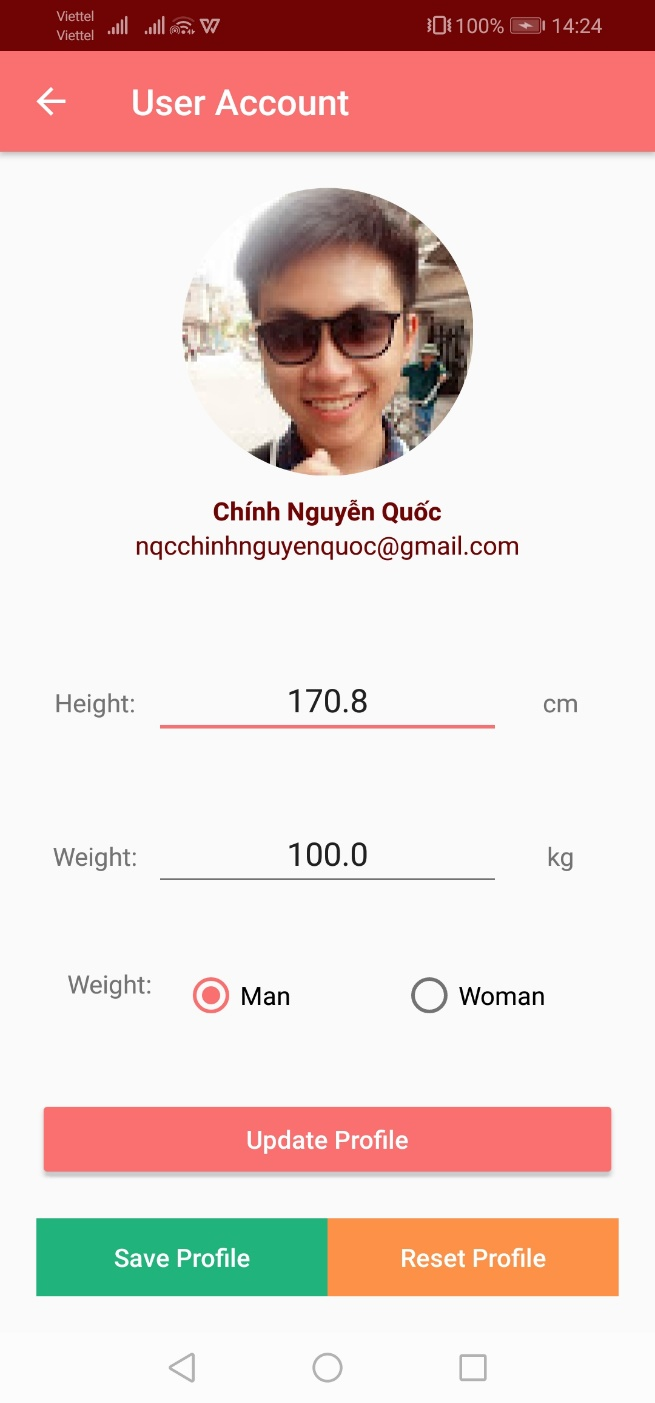 Viettel
Viettel
100% 14:24
User Account
Chính Nguyễn Quốc
nqcchinhnguyenquoc@gmail.com
Height: 170.8 cm
Weight: 100.0 kg
Weight: Man Woman
Update Profile
Save Profile Reset Profile